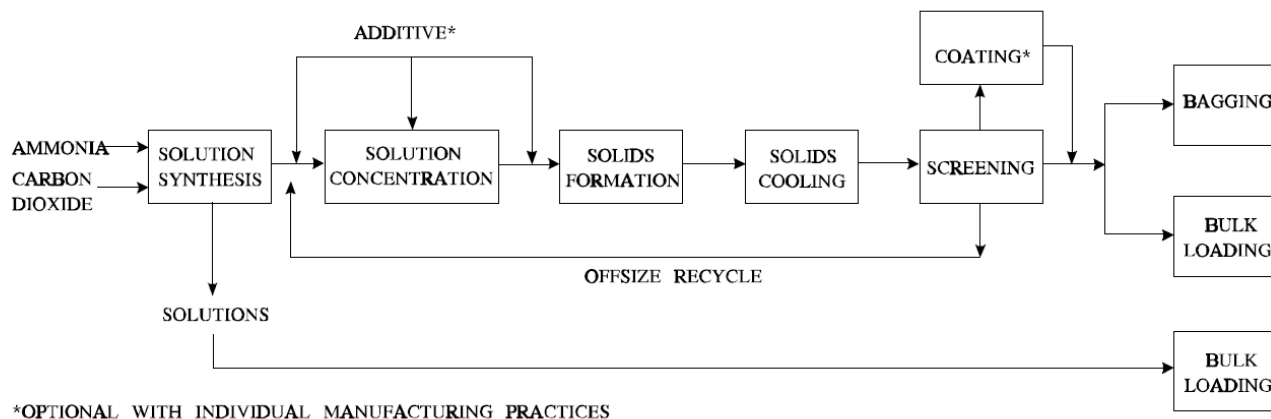 ADDITIVE*
COATING*
BAGGING
AMMONIA
CARBON
DIOXIDE
SOLUTION
SYNTHESIS
SOLUTION
CONCENTRATION
SOLIDS
FORMATION
SOLIDS
COOLING
SCREENING
BULK
LOADING
OFFSIZE RECYCLE
SOLUTIONS
BULK
LOADING
*OPTIONAL WITH INDIVIDUAL MANUFACTURING PRACTICES